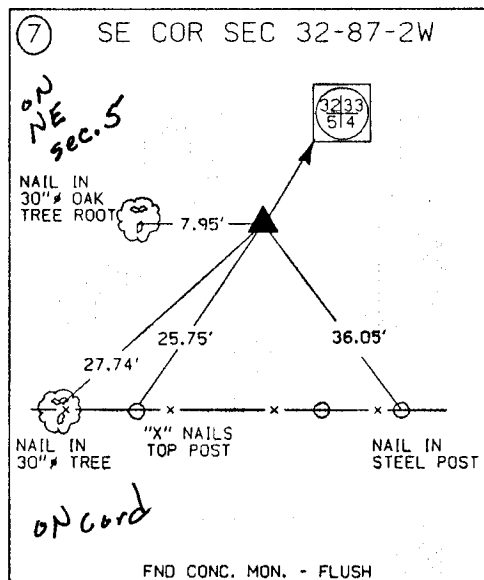 7 SE COR SEC 32-87-2W
ON
NE
sec. 5
32 33
5 4
NAIL IN
30"ø OAK
TREE ROOT
7.95'
27.74'
25.75'
36.05'
NAIL IN
30"ø TREE
"X" NAILS
TOP POST
NAIL IN
STEEL POST
ON card
FND CONC. MON. - FLUSH